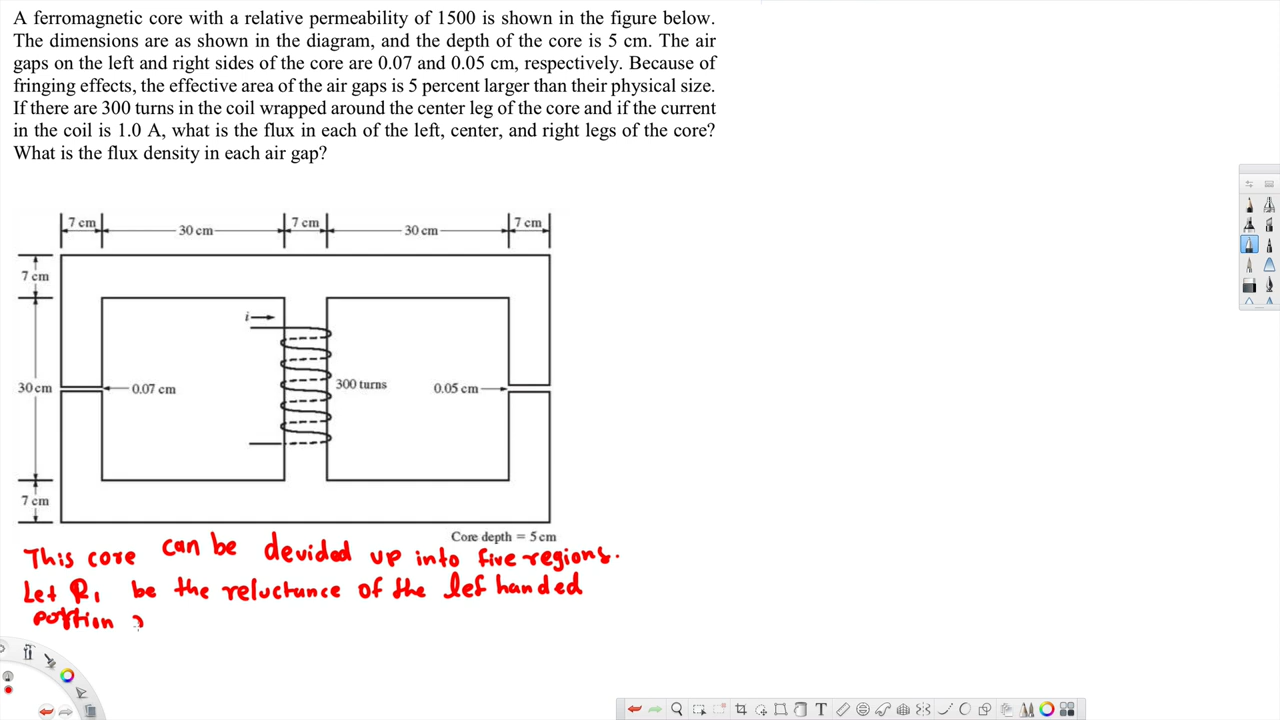 A ferromagnetic core with a relative permeability of 1500 is shown in the figure below.
The dimensions are as shown in the diagram, and the depth of the core is 5 cm. The air
gaps on the left and right sides of the core are 0.07 and 0.05 cm, respectively. Because of
fringing effects, the effective area of the air gaps is 5 percent larger than their physical size.
If there are 300 turns in the coil wrapped around the center leg of the core and if the current
in the coil is 1.0 A, what is the flux in each of the left, center, and right legs of the core?
What is the flux density in each air gap?
7 cm
30 cm
7 cm
30 cm
7 cm
7 cm
i
30 cm
0.07 cm
300 turns
0.05 cm
7 cm
Core depth = 5 cm
This core can be devided up into five regions.
Let R1 be the reluctance of the lef handed
portion
T